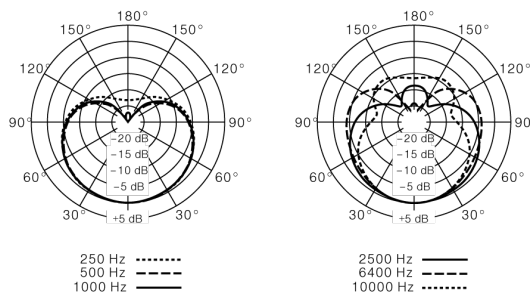 180°
150° 150°
120° 120°
90° 90°
60° 60°
30° 30°
−20 dB
−15 dB
−10 dB
−5 dB
+5 dB
250 Hz
500 Hz
1000 Hz
180°
150° 150°
120° 120°
90° 90°
60° 60°
30° 30°
−20 dB
−15 dB
−10 dB
−5 dB
+5 dB
2500 Hz
6400 Hz
10000 Hz